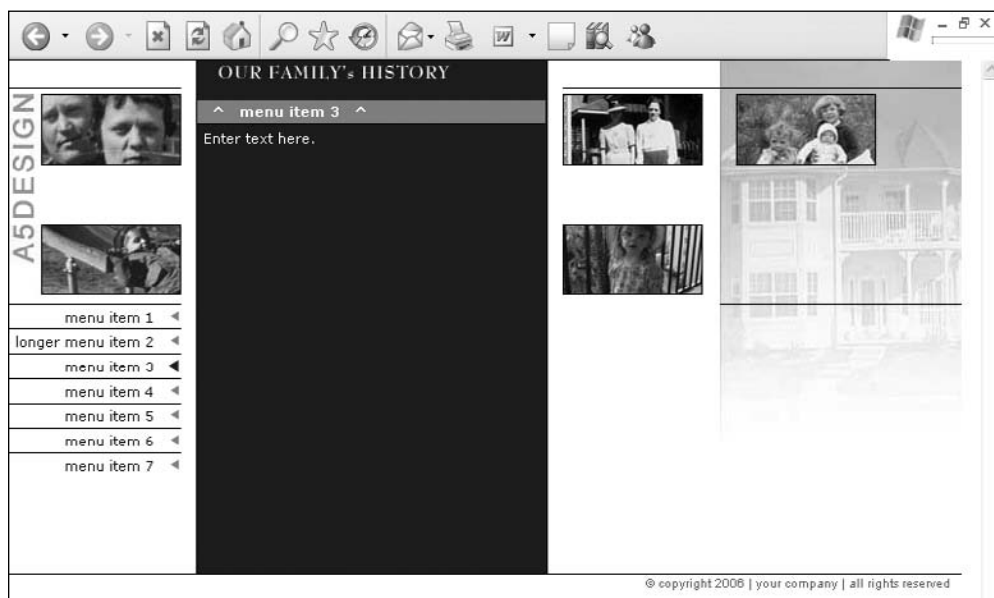 W
OUR FAMILY's HISTORY
^ menu item 3 ^
Enter text here.
A5DESIGN
menu item 1
longer menu item 2
menu item 3
menu item 4
menu item 5
menu item 6
menu item 7
© copyright 2006 | your company | all rights reserved